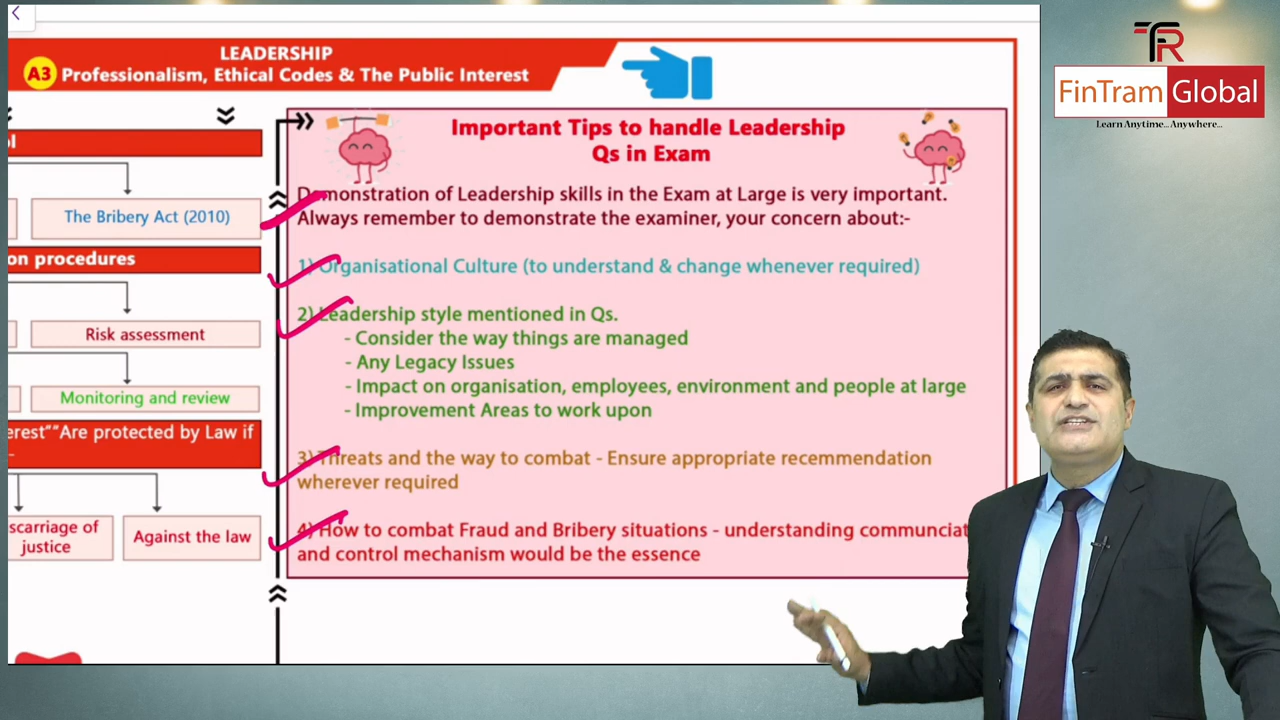 LEADERSHIP
A3 Professionalism, Ethical Codes & The Public Interest
FinTram Global
Learn Anytime...Anywhere...
The Bribery Act (2010)
on procedures
Risk assessment
Monitoring and review
erest""Are protected by Law if
scarriage of
justice
Against the law
Important Tips to handle Leadership
Qs in Exam
Demonstration of Leadership skills in the Exam at Large is very important.
Always remember to demonstrate the examiner, your concern about:-
1) Organisational Culture (to understand & change whenever required)
2) Leadership style mentioned in Qs.
- Consider the way things are managed
- Any Legacy Issues
- Impact on organisation, employees, environment and people at large
- Improvement Areas to work upon
3) Threats and the way to combat - Ensure appropriate recemmendation
wherever required
4) How to combat Fraud and Bribery situations - understanding communciat
and control mechanism would be the essence